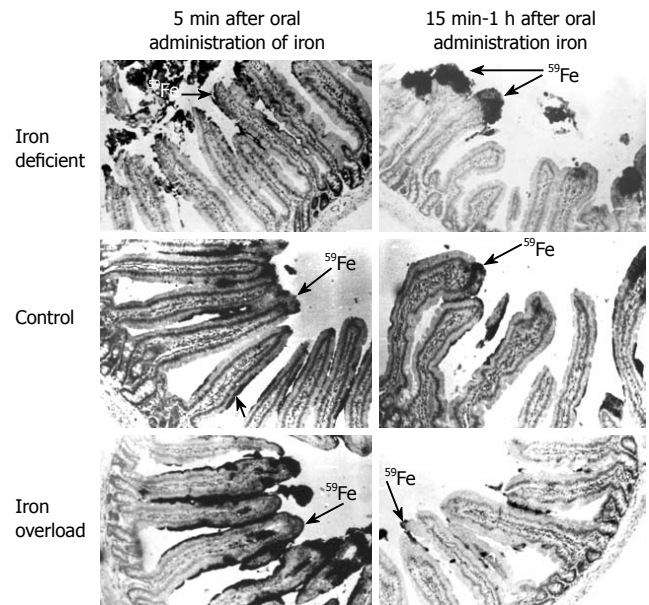 5 min after oral
administration of iron
15 min-1 h after oral
administration iron
Iron
deficient
59Fe
59Fe
Control
59Fe
59Fe
Iron
overload
59Fe
59Fe